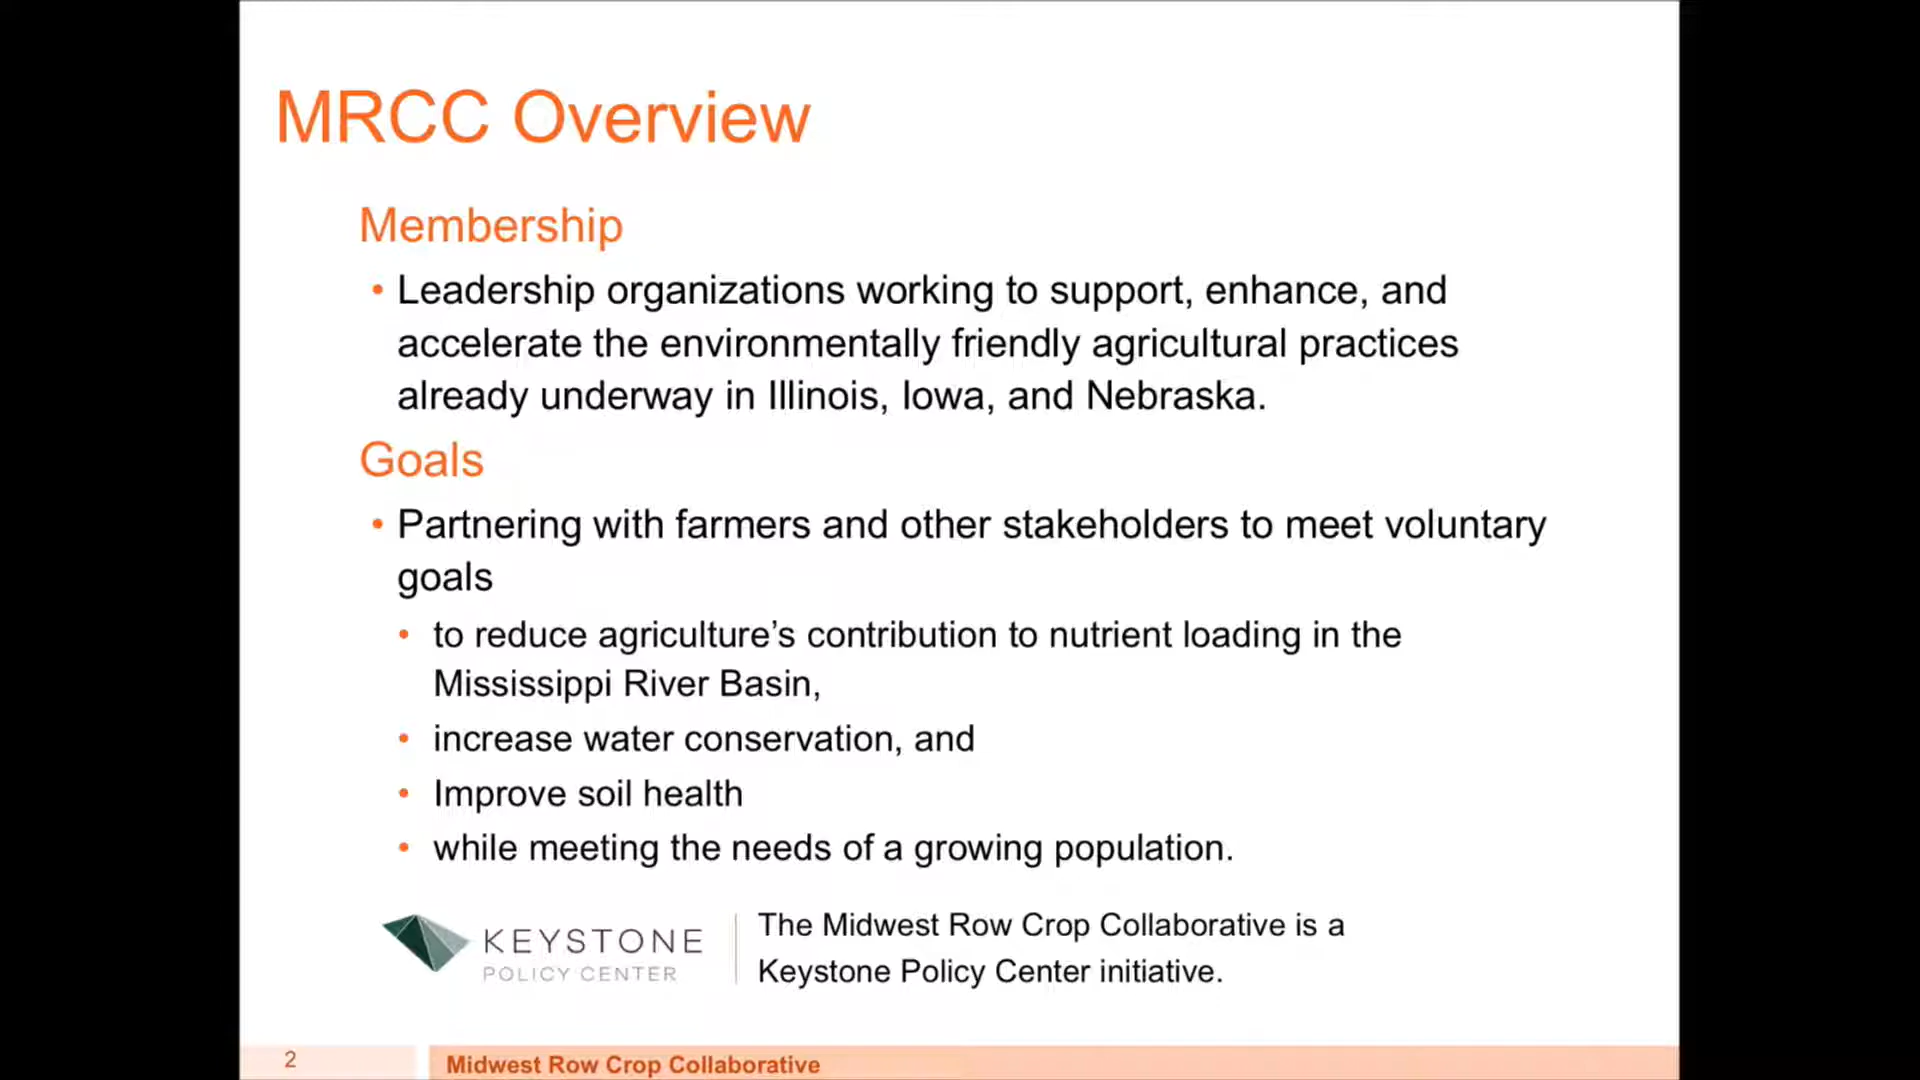 MRCC Overview
Membership
• Leadership organizations working to support, enhance, and
accelerate the environmentally friendly agricultural practices
already underway in Illinois, Iowa, and Nebraska.
Goals
• Partnering with farmers and other stakeholders to meet voluntary
goals
• to reduce agriculture’s contribution to nutrient loading in the
Mississippi River Basin,
• increase water conservation, and
• Improve soil health
• while meeting the needs of a growing population.
KEYSTONE
POLICY CENTER
The Midwest Row Crop Collaborative is a
Keystone Policy Center initiative.
2
Midwest Row Crop Collaborative